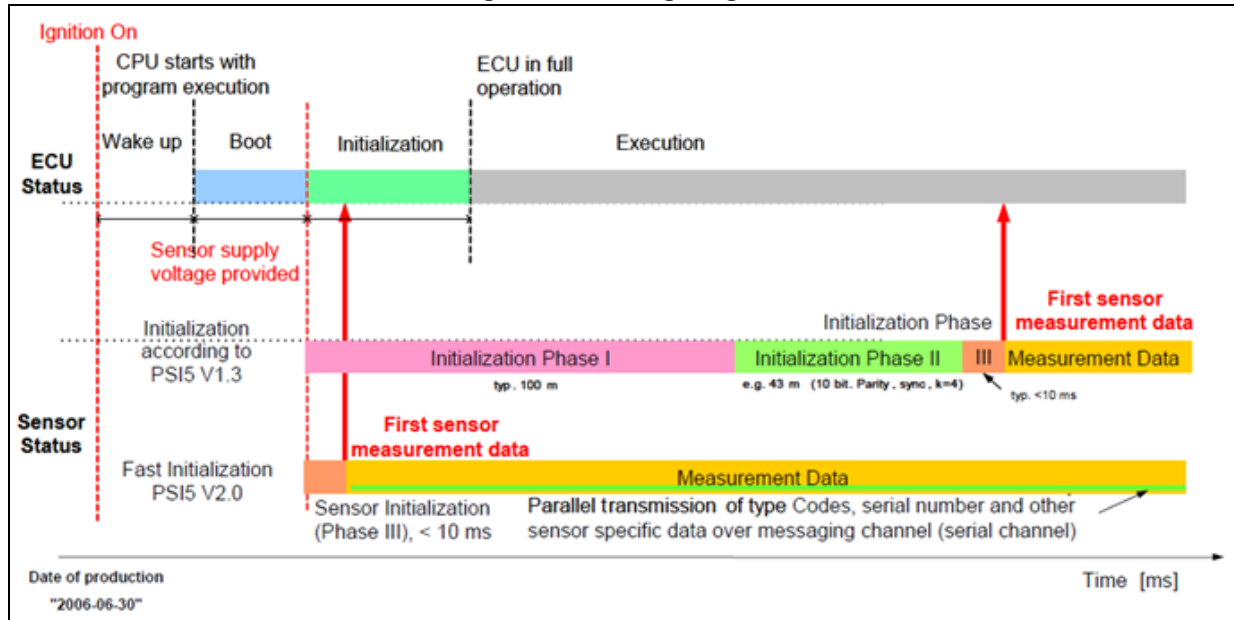 Ignition On
CPU starts with
program execution
ECU in full
operation
Wake up
Boot
Initialization
Execution
ECU
Status
Sensor supply
voltage provided
First sensor
measurement data
Initialization Phase
Initialization
according to
PSI5 V1.3
Initialization Phase I
Initialization Phase II
III
Measurement Data
typ. 100 m
e.g. 43 m (10 bit. Parity , sync , k=4)
typ. <10 ms
Sensor
Status
First sensor
measurement data
Fast Initialization
PSI5 V2.0
Measurement Data
Sensor Initialization
(Phase III), < 10 ms
Parallel transmission of type Codes, serial number and other
sensor specific data over messaging channel (serial channel)
Date of production
"2006-06-30"
Time [ms]